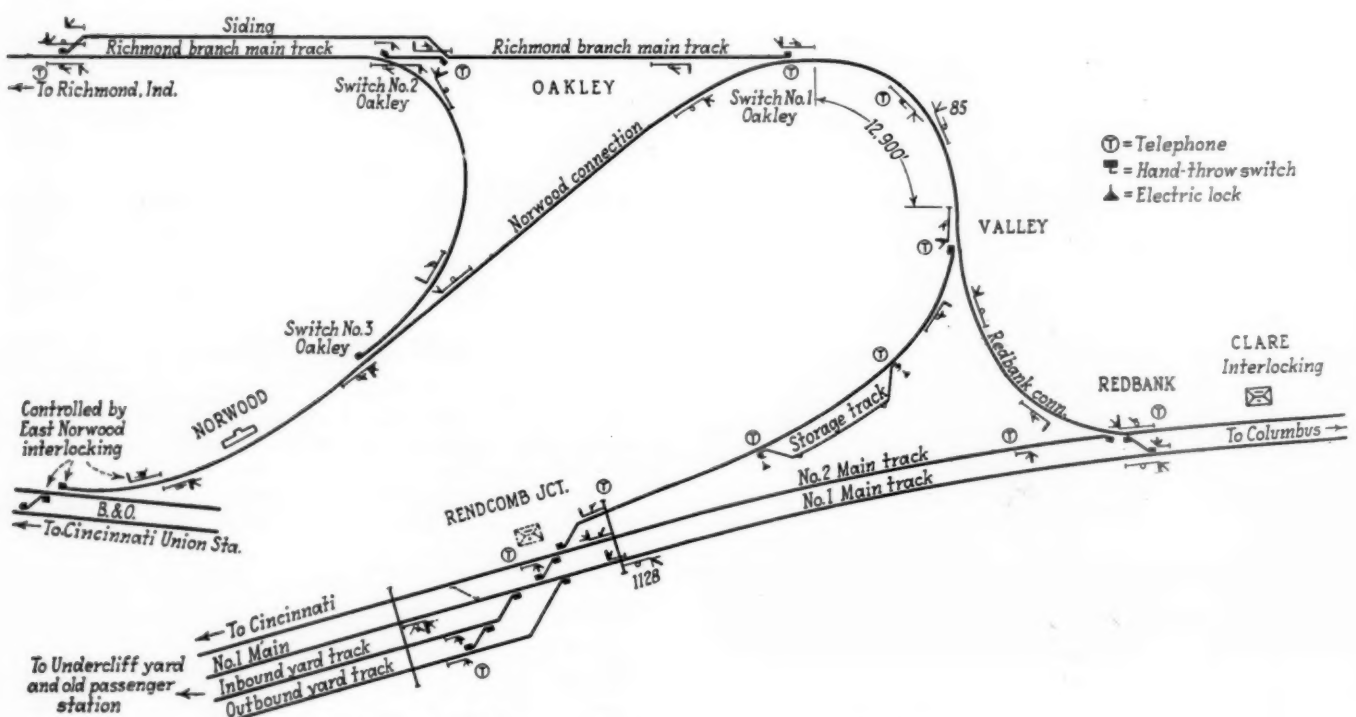 Siding
Richmond branch main track
Richmond branch main track
T
T
T
To Richmond, Ind.
Switch No.2
Oakley
OAKLEY
Switch No.1
Oakley
T
85
12,900'
T = Telephone
= Hand-throw switch
= Electric lock
Norwood connection
VALLEY
T
Switch No.3
Oakley
T
Redbank conn.
CLARE
Interlocking
REDBANK
T
To Columbus
Controlled by
East Norwood
interlocking
NORWOOD
Storage track
T
T
No.2 Main track
No.1 Main track
B.&O.
To Cincinnati Union Sta.
RENDCOMB JCT.
T
T
1128
To Cincinnati
No.1 Main
Inbound yard track
Outbound yard track
T
To Undercliff yard
and old passenger
station